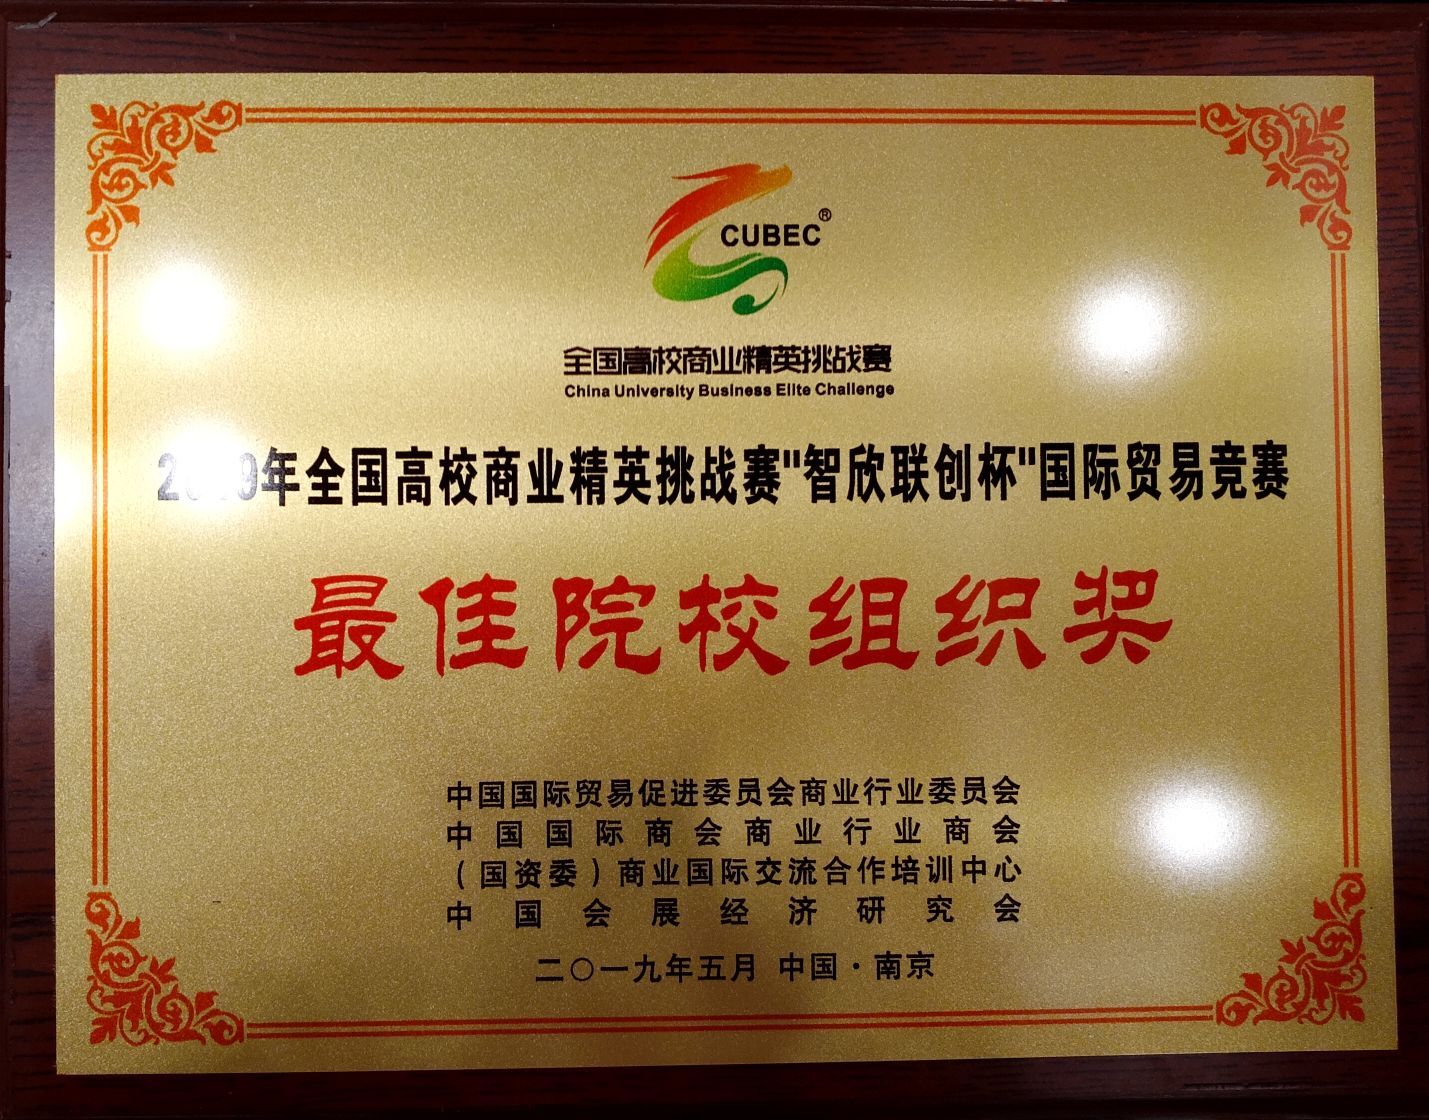 CUBEC®
全国高校商业精英挑战赛
China University Business Elite Challenge
2019年全国高校商业精英挑战赛"智欣联创杯"国际贸易竞赛
最佳院校组织奖
中国国际贸易促进委员会商业行业委员会
中国国际商会商业行业商会
（国资委）商业国际交流合作培训中心
中国会展经济研究会
二〇一九年五月 中国·南京